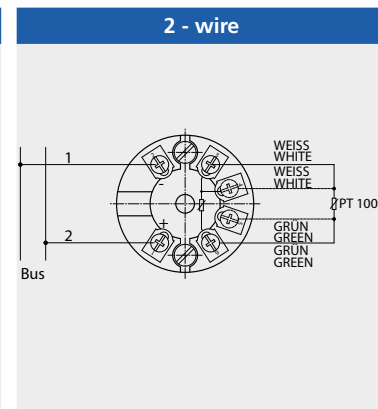 2 - wire
WEISS
WHITE
1
WEISS
WHITE
-
PT 100
+
GRÜN
GREEN
2
GRÜN
GREEN
Bus